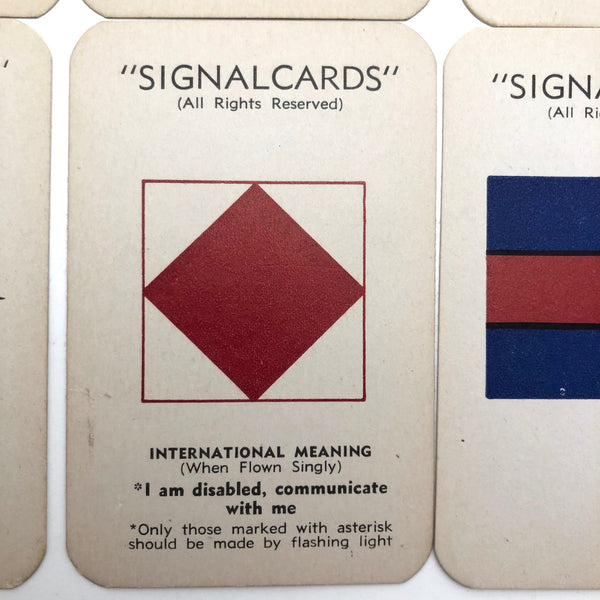 "SIGNALCARDS"
(All Rights Reserved)
INTERNATIONAL MEANING
(When Flown Singly)
*I am disabled, communicate
with me
*Only those marked with asterisk
should be made by flashing light
"SIGNA
(All Ri
"